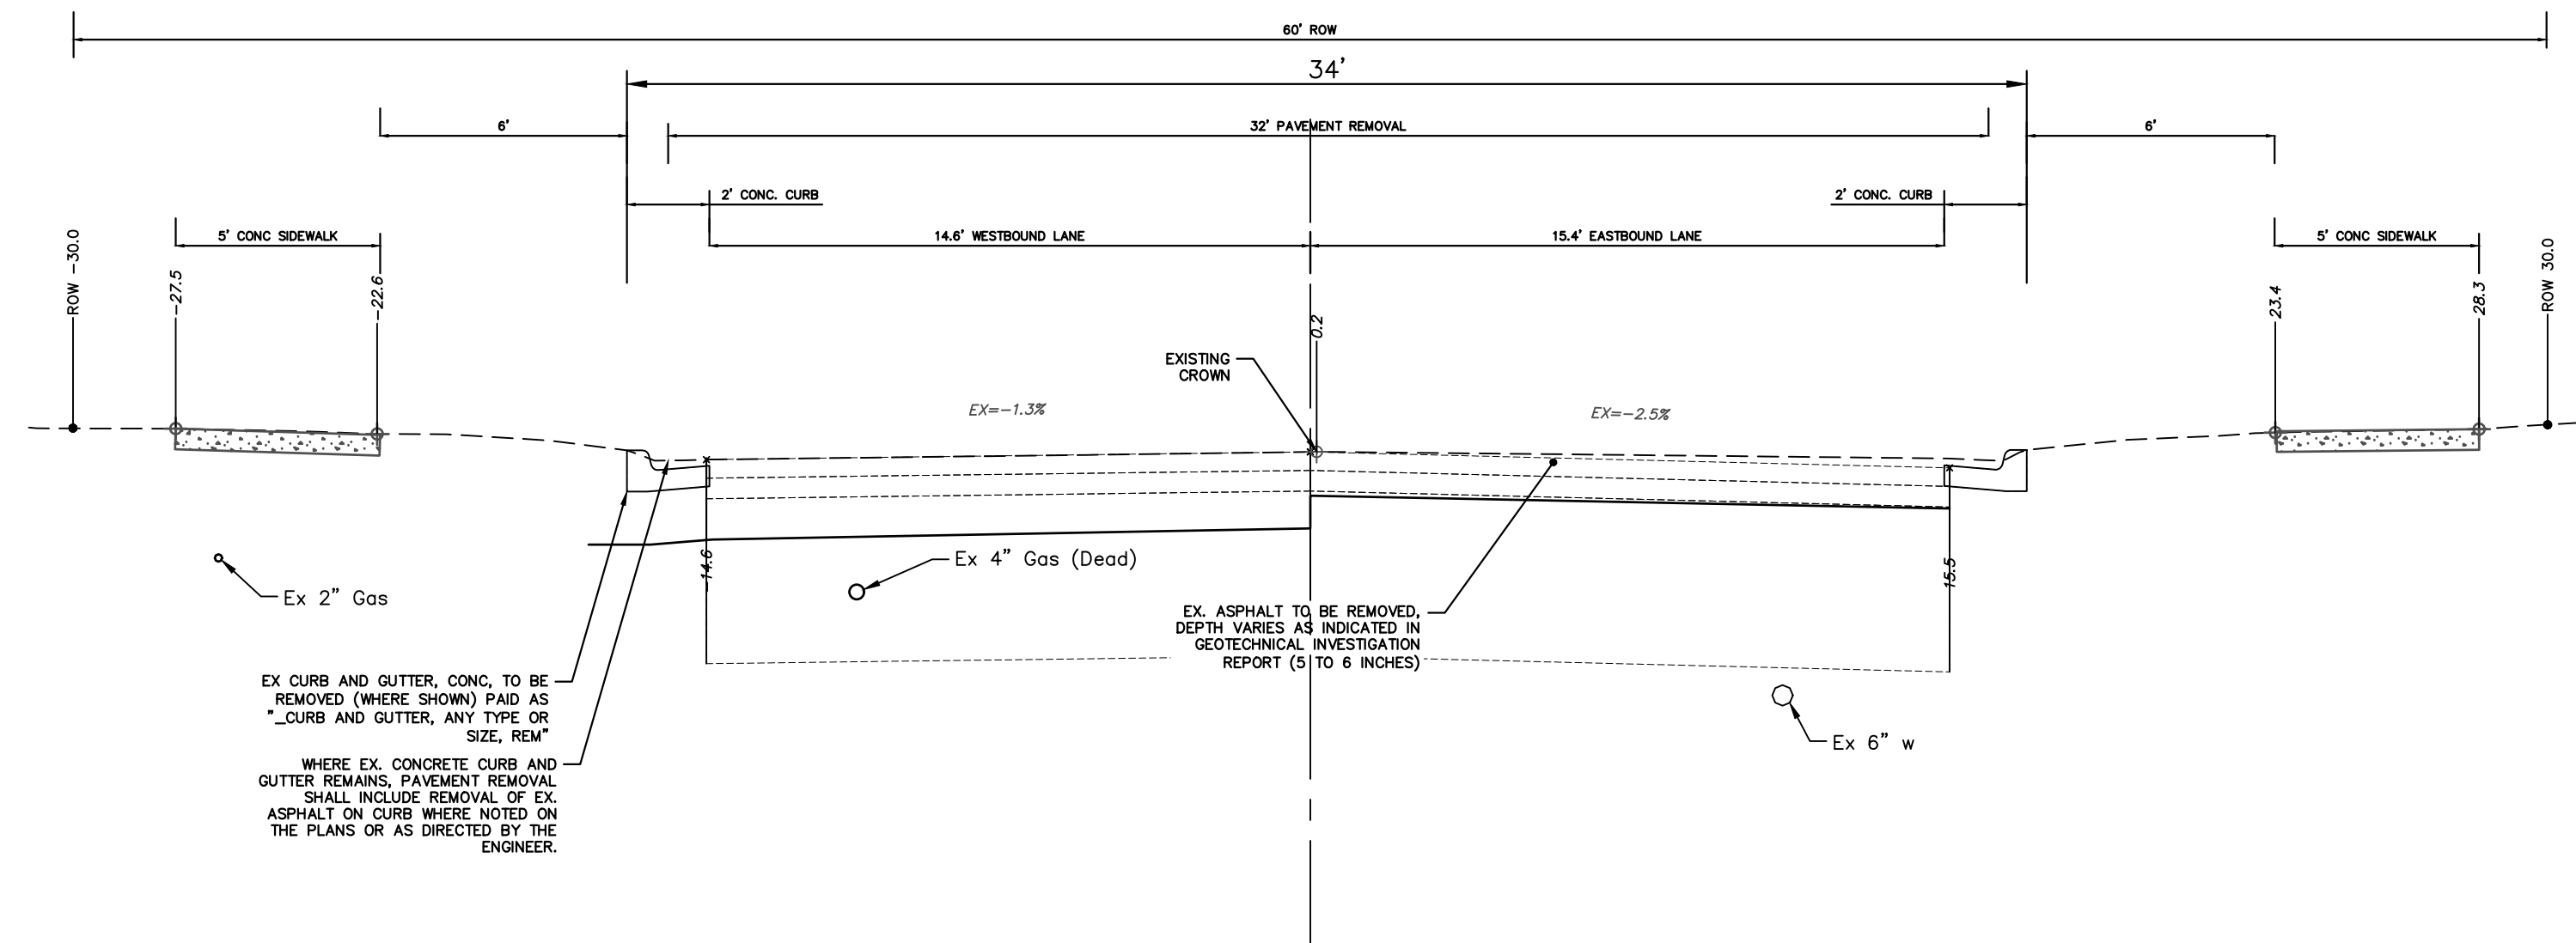 60' ROW
34'
6'
32' PAVEMENT REMOVAL
6'
2' CONC. CURB
2' CONC. CURB
5' CONC SIDEWALK
14.6' WESTBOUND LANE
15.4' EASTBOUND LANE
5' CONC SIDEWALK
ROW -30.0
-27.5
-22.6
0.2
23.4
28.3
ROW 30.0
EXISTING
CROWN
EX=-1.3%
EX=-2.5%
-14.6
15.5
Ex 2" Gas
Ex 4" Gas (Dead)
EX. ASPHALT TO BE REMOVED,
DEPTH VARIES AS INDICATED IN
GEOTECHNICAL INVESTIGATION
REPORT (5 TO 6 INCHES)
EX CURB AND GUTTER, CONC, TO BE
REMOVED (WHERE SHOWN) PAID AS
"_CURB AND GUTTER, ANY TYPE OR
SIZE, REM"
Ex 6" w
WHERE EX. CONCRETE CURB AND
GUTTER REMAINS, PAVEMENT REMOVAL
SHALL INCLUDE REMOVAL OF EX.
ASPHALT ON CURB WHERE NOTED ON
THE PLANS OR AS DIRECTED BY THE
ENGINEER.